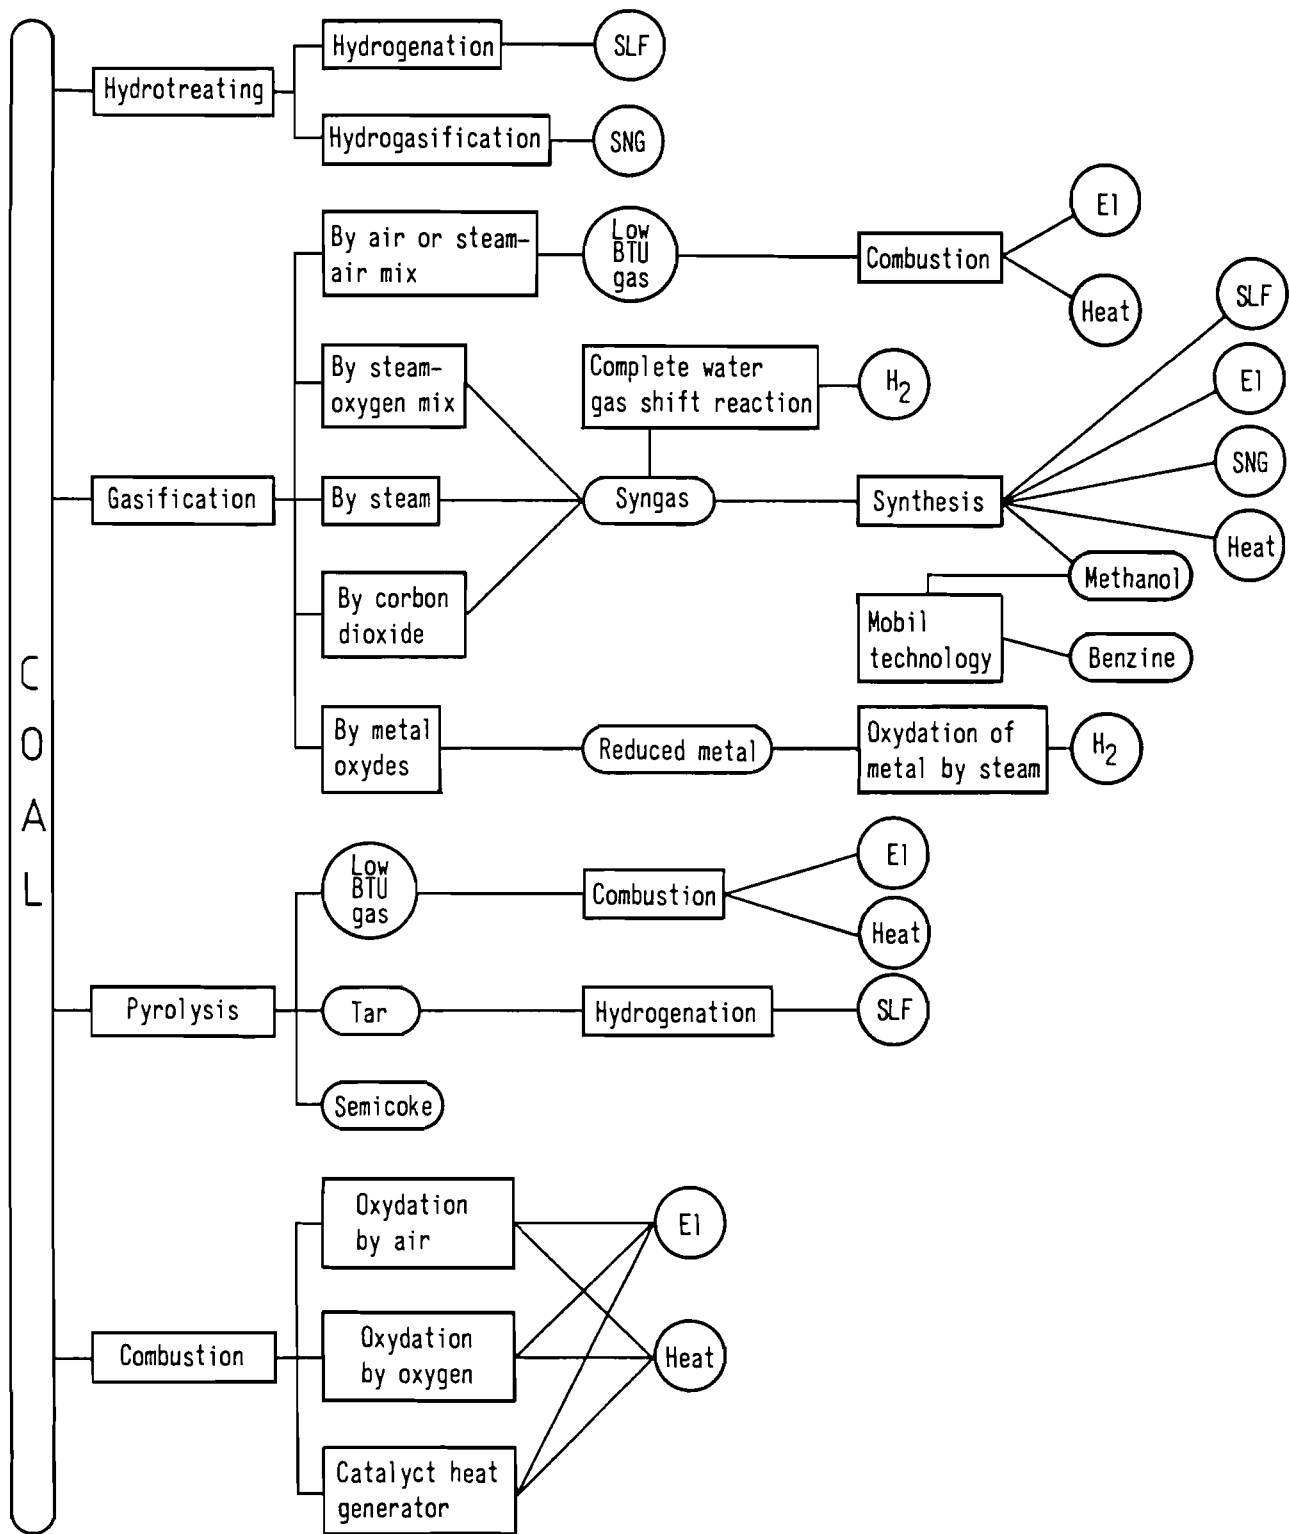 COAL
Hydrotreating
Hydrogenation
SLF
Hydrogasification
SNG
Gasification
By air or steam-
air mix
Low
BTU
gas
Combustion
El
Heat
By steam-
oxygen mix
Complete water
gas shift reaction
H2
By steam
Syngas
Synthesis
SLF
El
SNG
Heat
Methanol
By corbon
dioxide
Mobil
technology
Benzine
By metal
oxydes
Reduced metal
Oxydation of
metal by steam
H2
Pyrolysis
Low
BTU
gas
Combustion
El
Heat
Tar
Hydrogenation
SLF
Semicoke
Combustion
Oxydation
by air
El
Oxydation
by oxygen
Heat
Catalyct heat
generator